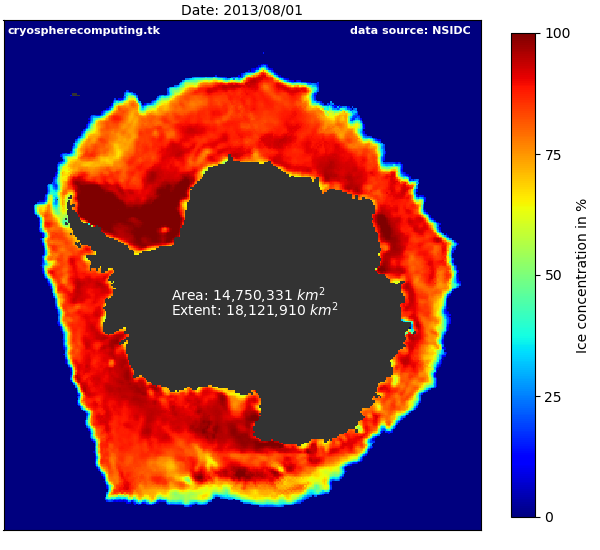 Date: 2013/08/01
cryospherecomputing.tk data source: NSIDC
Area: 14,750,331 km²
Extent: 18,121,910 km²
100
75
50
25
0
Ice concentration in %